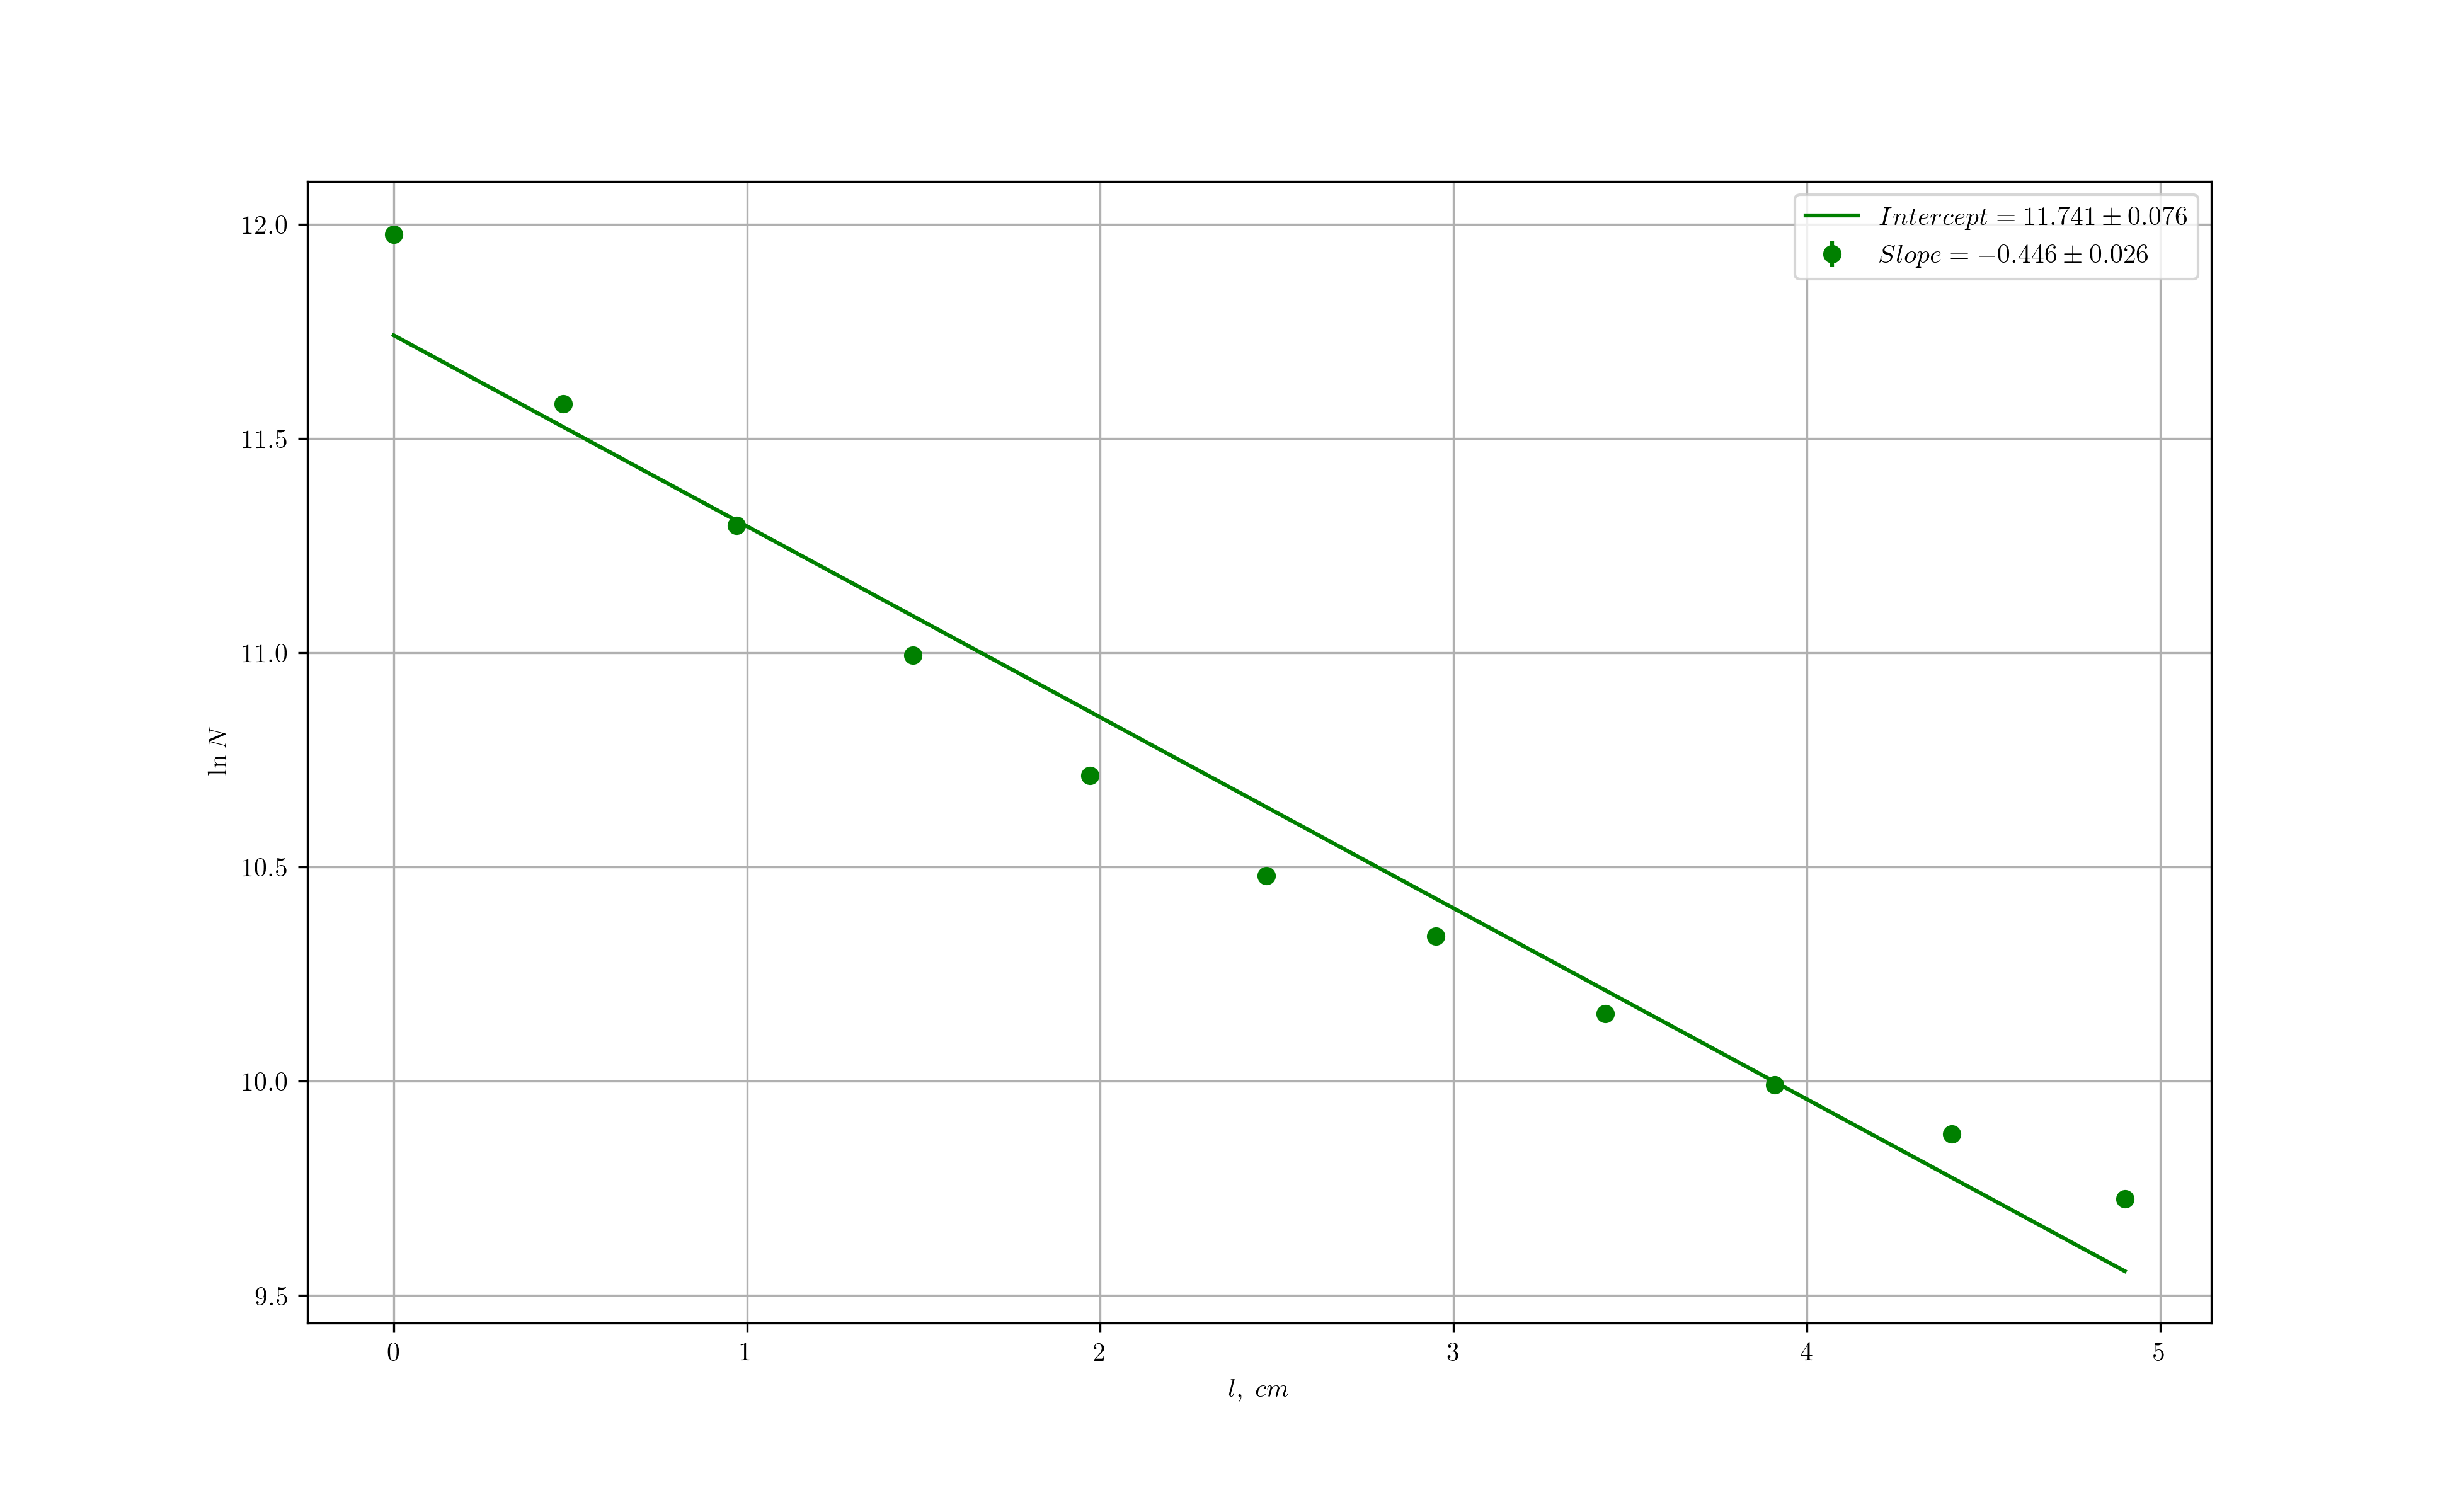 Intercept = 11.741 ± 0.076
Slope = −0.446 ± 0.026
12.0
11.5
11.0
10.5
10.0
9.5
ln N
0 1 2 3 4 5
l, cm